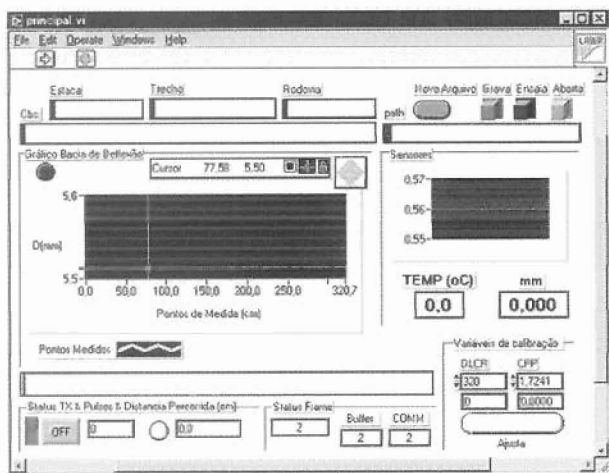 principal.vi
File Edit Operate Windows Help
LABER
Estaca Trecho Rodovia Novo Arquivo Grava Ensaia Aborta
Obs: path
Gráfico Bacia de Deflexão Sensores
Cursor 77,58 5,50
5,6
D(mm)
5,5
0,0 50,0 100,0 150,0 200,0 250,0 320,7
Pontos de Medida (cm)
0,57
0,56
0,55
TEMP (oC) mm
0,0 0,000
Pontos Medidos
Variáveis de calibração
DLCR CPP
320 1,7241
0 0,0000
Ajusta
Status TX & Pulsos & Distancia Percorrida (cm)
OFF 0 0,0
Status Frame Buffer COMM
2 2 2